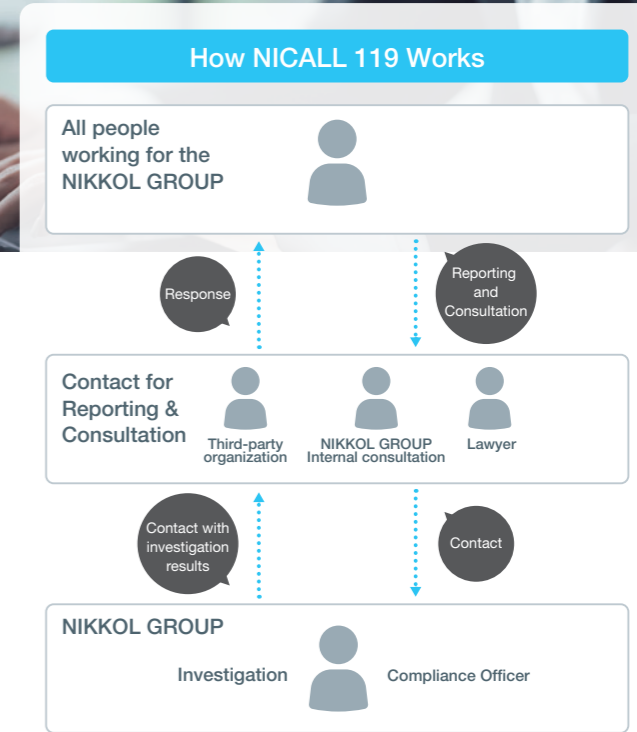 How NICALL 119 Works
All people
working for the
NIKKOL GROUP
Response
Reporting
and
Consultation
Contact for
Reporting &
Consultation
Third-party
organization
NIKKOL GROUP
Internal consultation
Lawyer
Contact with
investigation
results
Contact
NIKKOL GROUP
Investigation
Compliance Officer